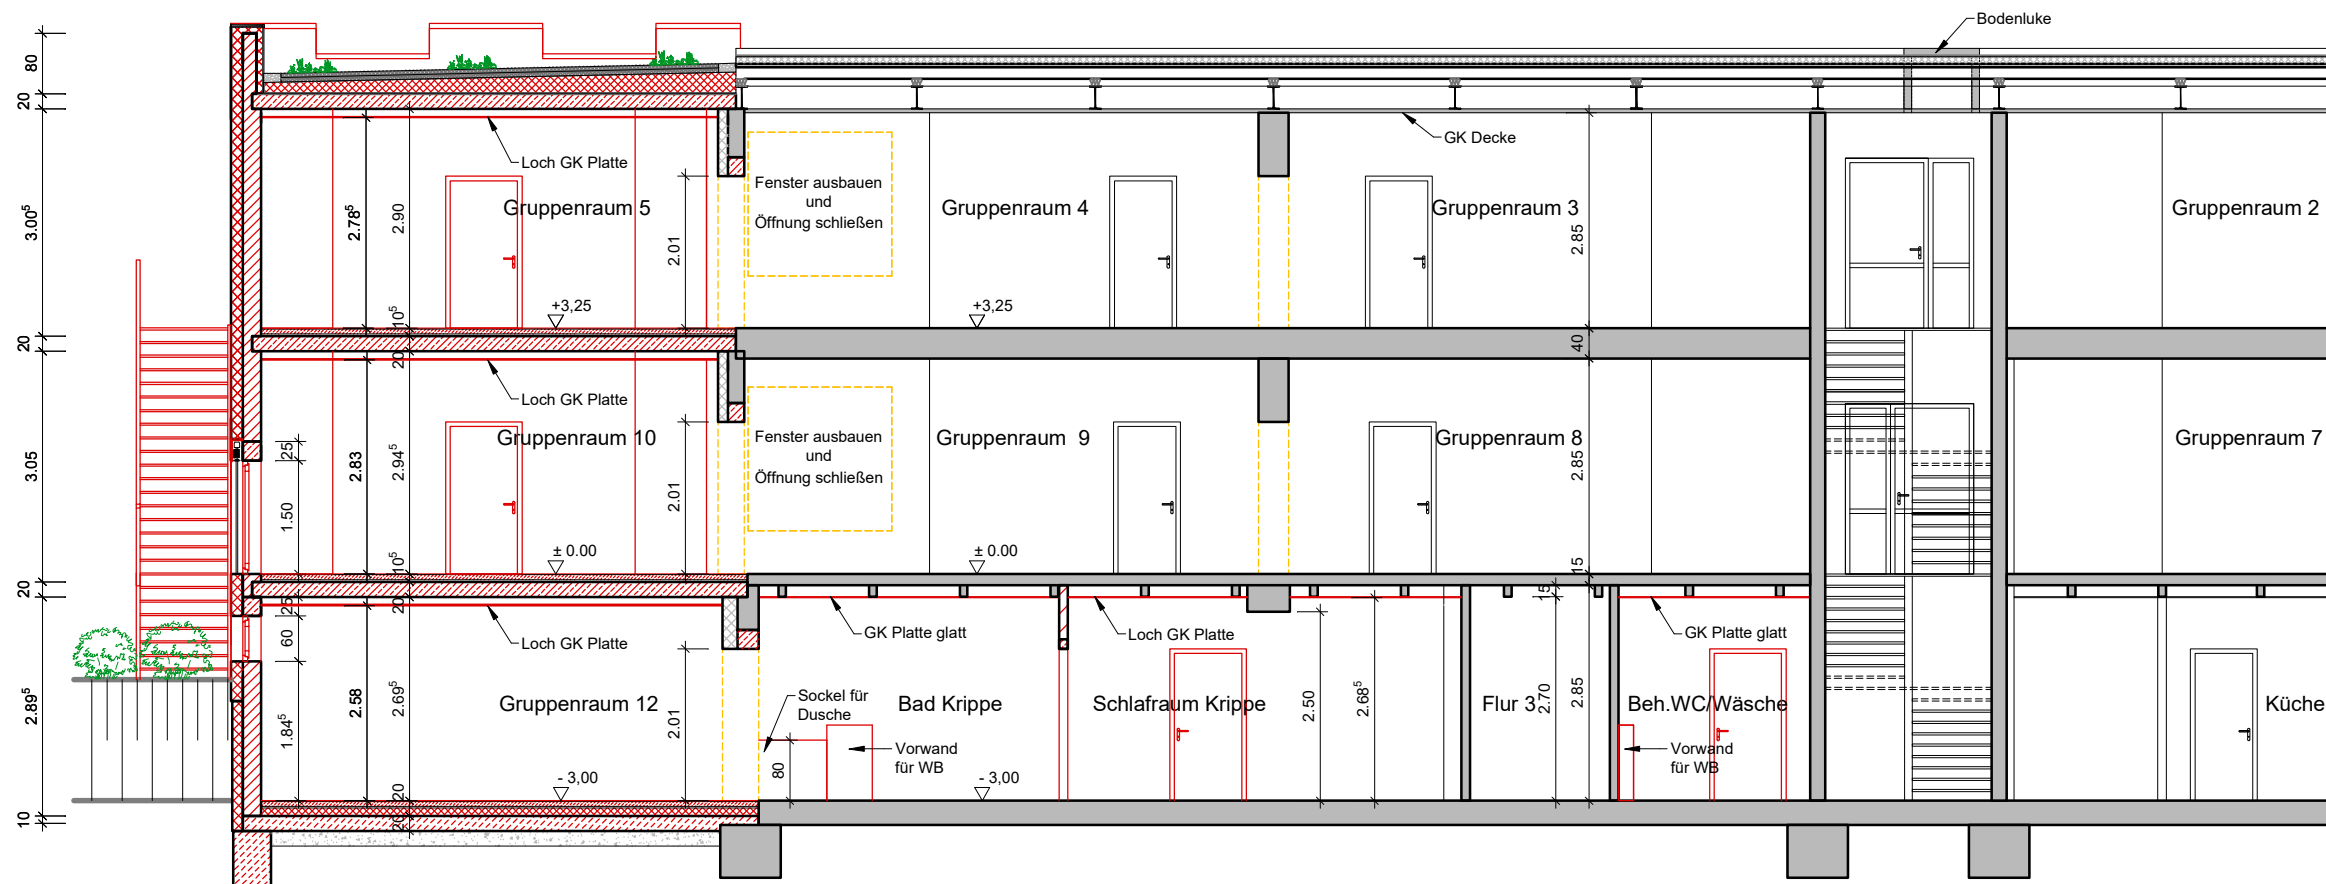 Bodenluke
80
20
Loch GK Platte
GK Decke
Fenster ausbauen
und
Öffnung schließen
Gruppenraum 5
Gruppenraum 4
Gruppenraum 3
Gruppenraum 2
3.00⁵
2.78⁵
2.90
2.01
2.85
+3,25
+3,25
10⁵
20
20
40
Loch GK Platte
Fenster ausbauen
und
Öffnung schließen
Gruppenraum 10
Gruppenraum 9
Gruppenraum 8
Gruppenraum 7
3.05
25
1.50
2.83
2.94⁵
2.01
2.85
± 0.00
± 0.00
10⁵
15
20
25
20
15
60
Loch GK Platte
GK Platte glatt
Loch GK Platte
GK Platte glatt
Gruppenraum 12
Sockel für
Dusche
Bad Krippe
Schlafraum Krippe
Flur 3
Beh.WC/Wäsche
Küche
2.89⁵
1.84⁵
2.58
2.69⁵
2.01
2.50
2.68⁵
2.70
2.85
Vorwand
für WB
Vorwand
für WB
80
- 3,00
- 3,00
20
10
20